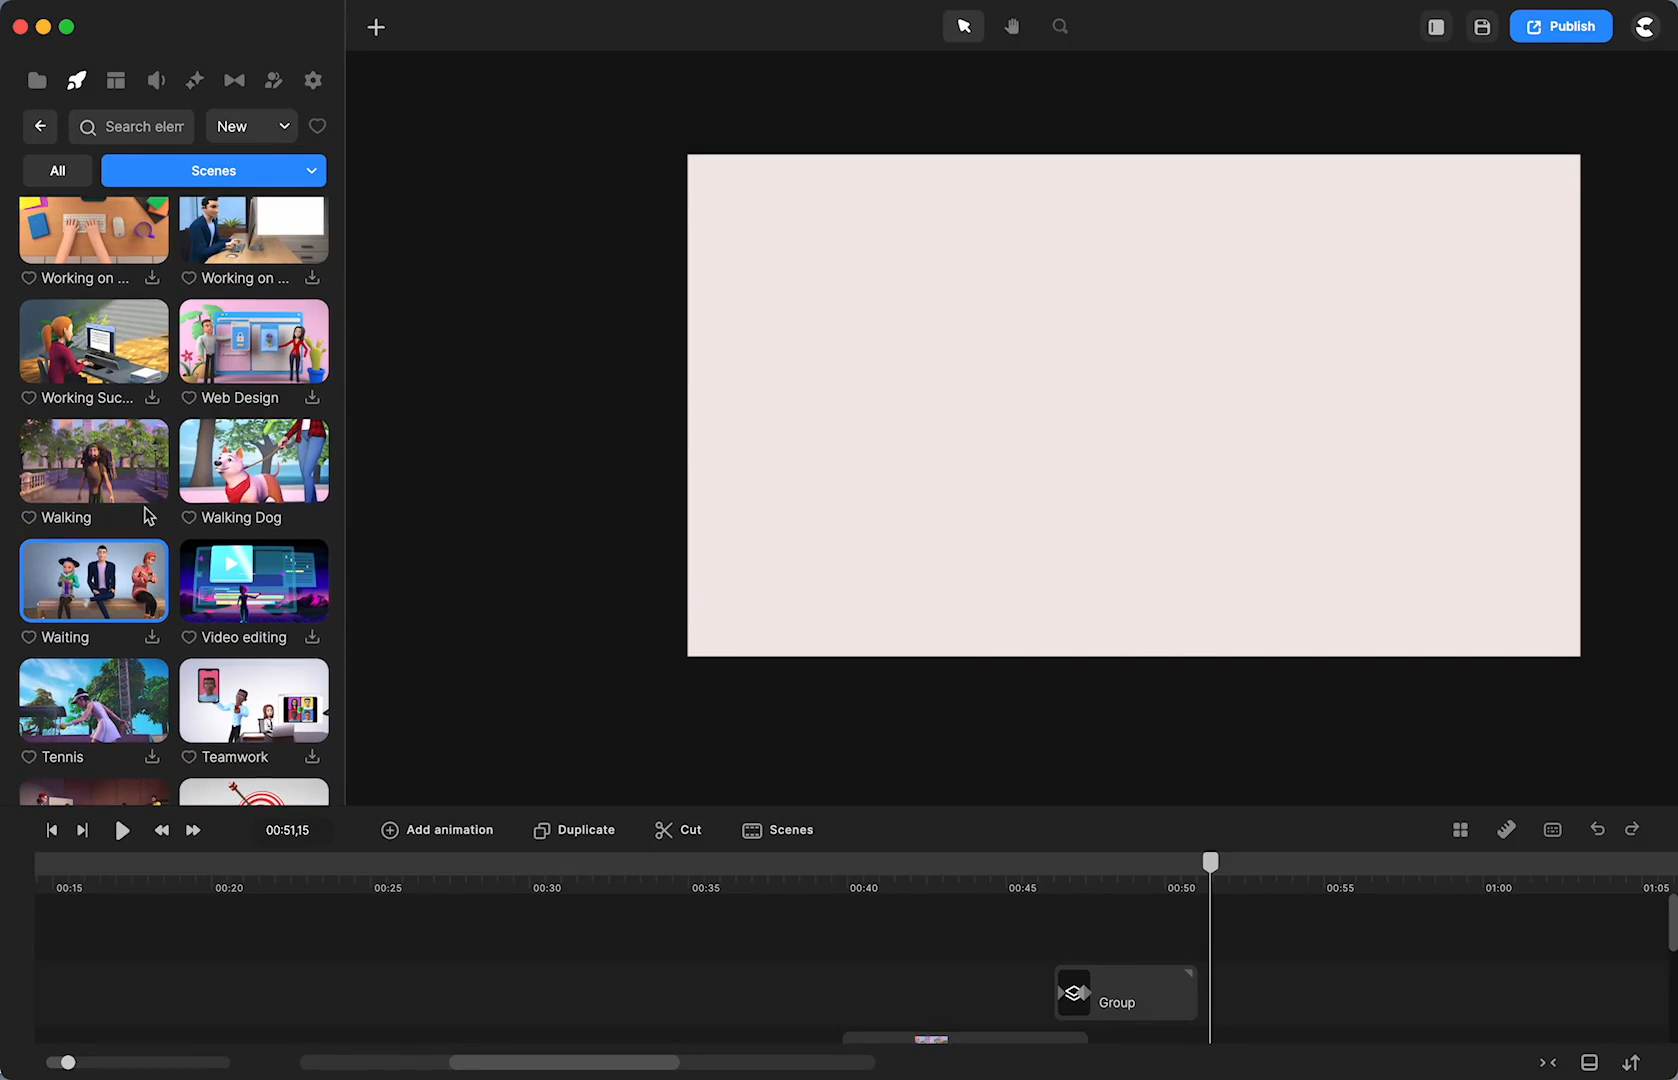 Publish
Search elem
New
All
Scenes
Working on ...
Working on ...
Working Suc...
Web Design
Walking
Walking Dog
Waiting
Video editing
Tennis
Teamwork
00:51,15
Add animation
Duplicate
Cut
Scenes
00:15
00:20
00:25
00:30
00:35
00:40
00:45
00:50
00:55
01:00
01:05
Group